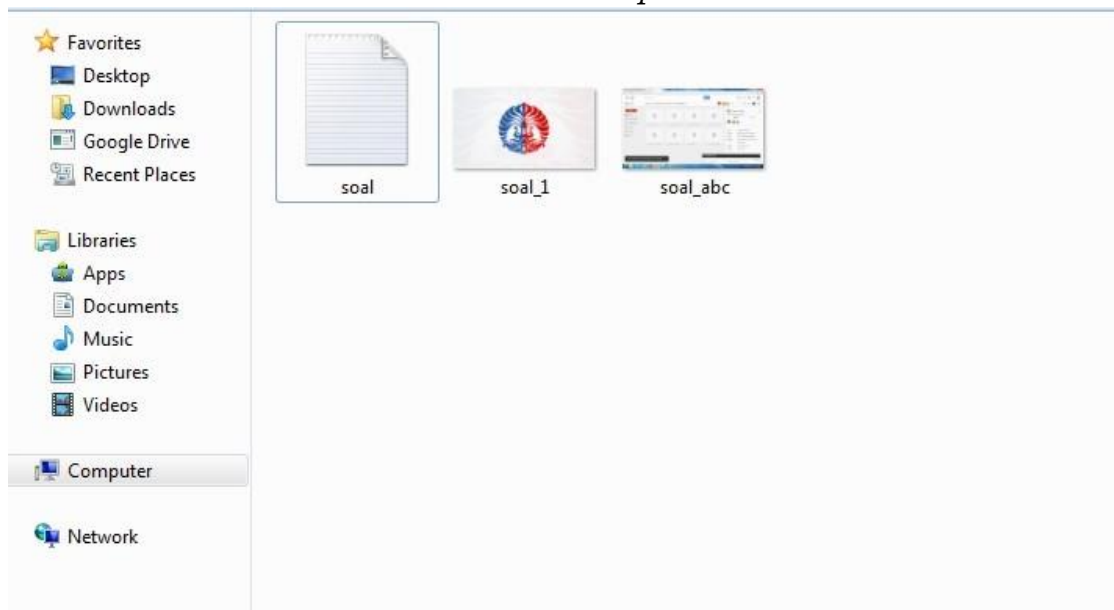 Favorites
Desktop
Downloads
Google Drive
Recent Places
Libraries
Apps
Documents
Music
Pictures
Videos
Computer
Network
soal
soal_1
soal_abc